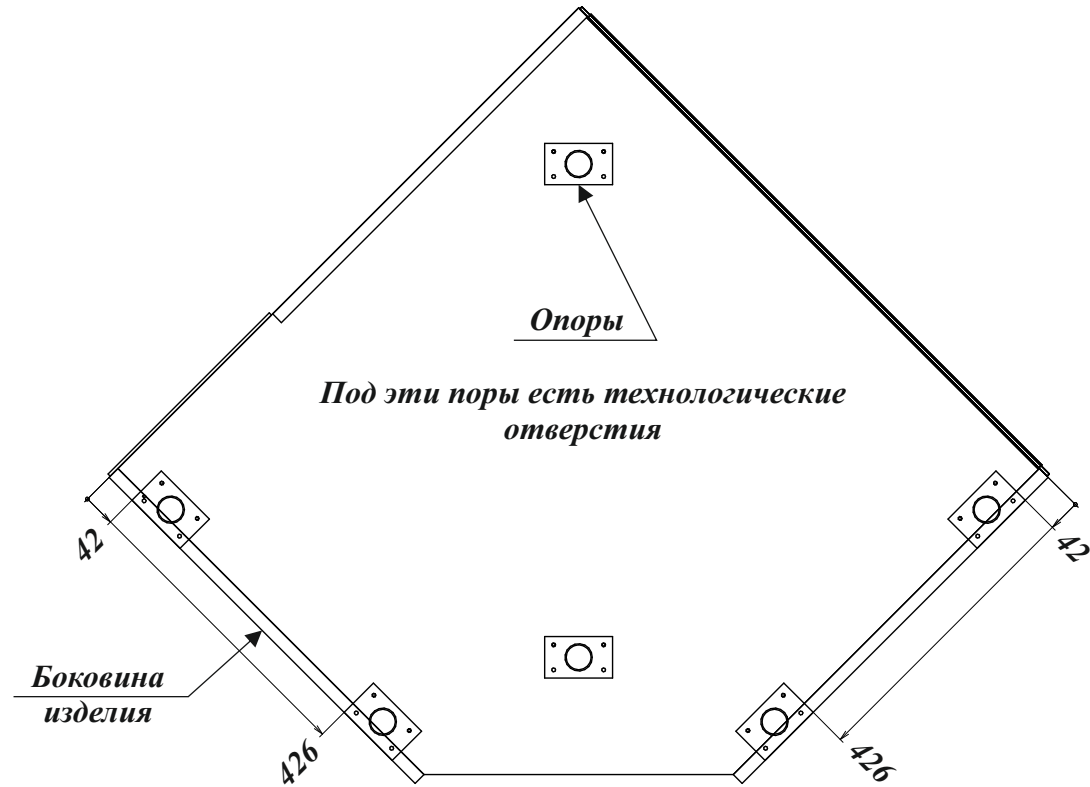 Опоры
Под эти поры есть технологические
отверстия
42
42
Боковина
изделия
426
426